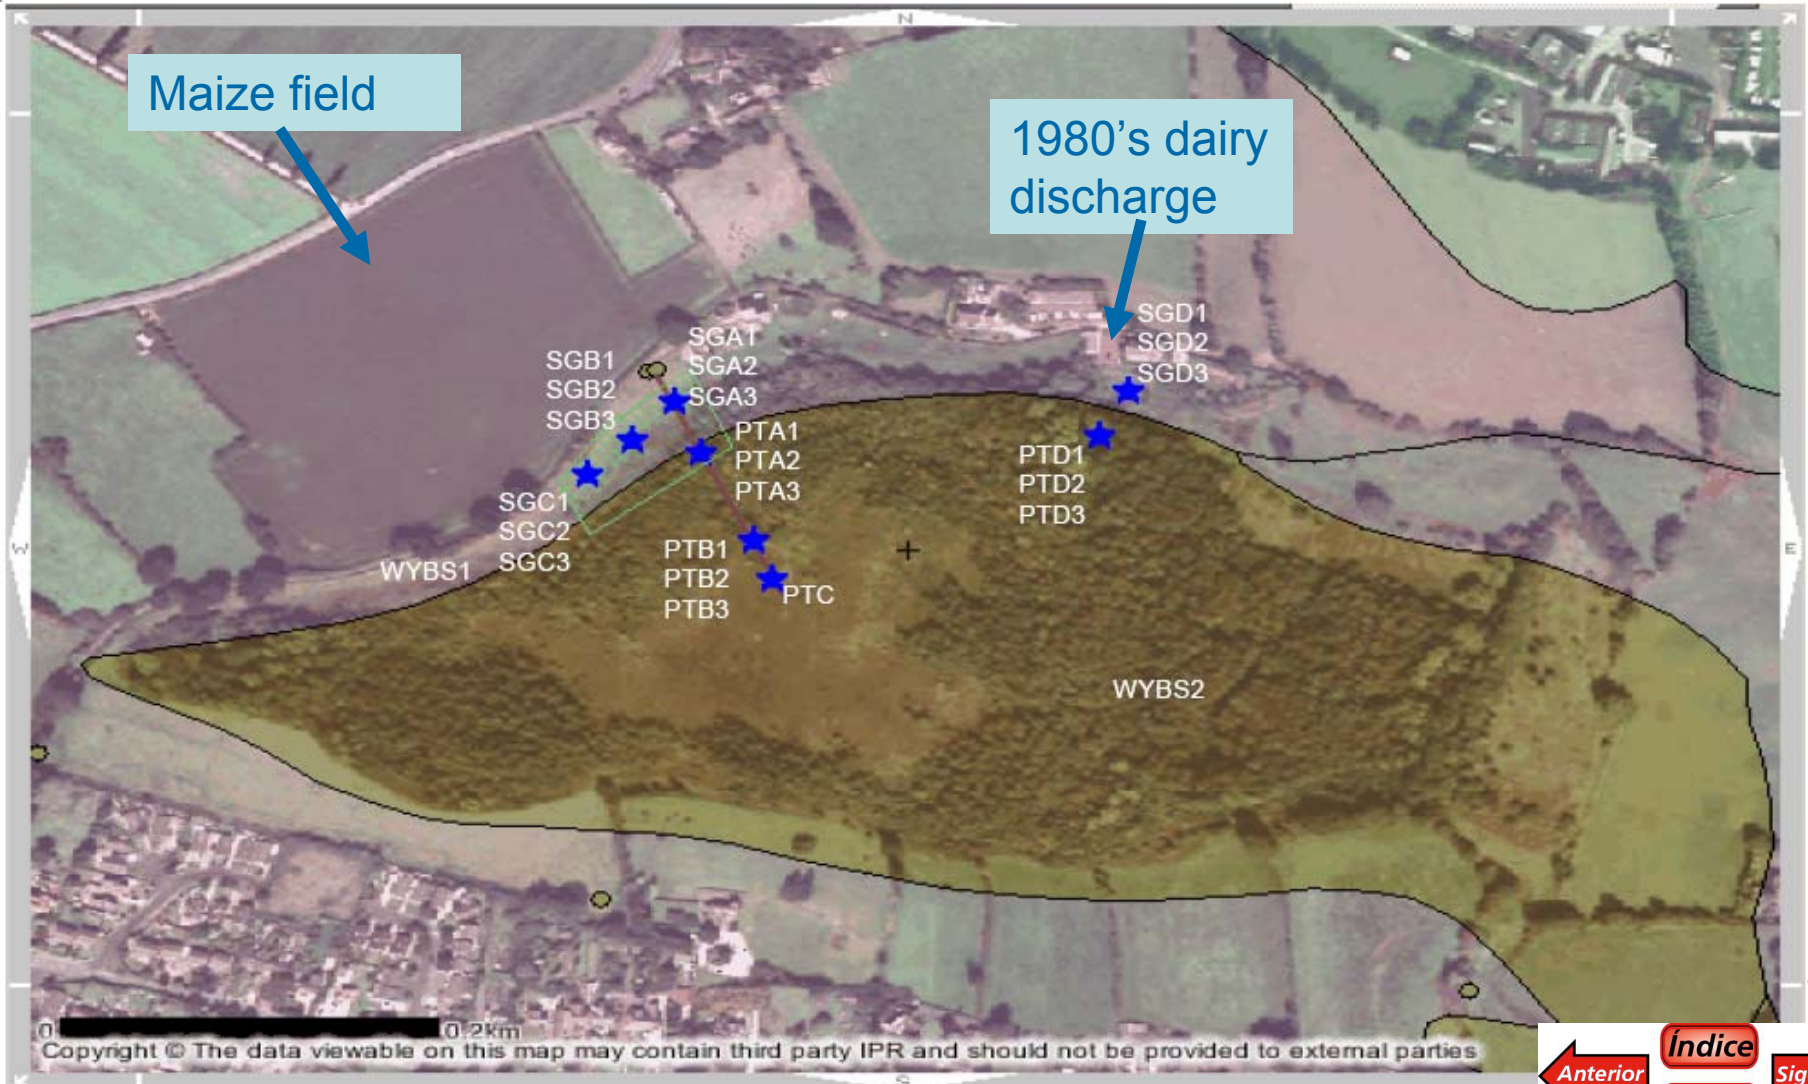 N
Maize field
1980's dairy
discharge
SGD1
SGD2
SGD3
SGA1
SGA2
SGA3
SGB1
SGB2
SGB3
PTA1
PTA2
PTA3
PTD1
PTD2
PTD3
SGC1
SGC2
SGC3
W
E
WYBS1
PTB1
PTB2
PTB3
PTC
WYBS2
0
0.2km
Copyright © The data viewable on this map may contain third party IPR and should not be provided to external parties
S
Índice
Anterior
Sig